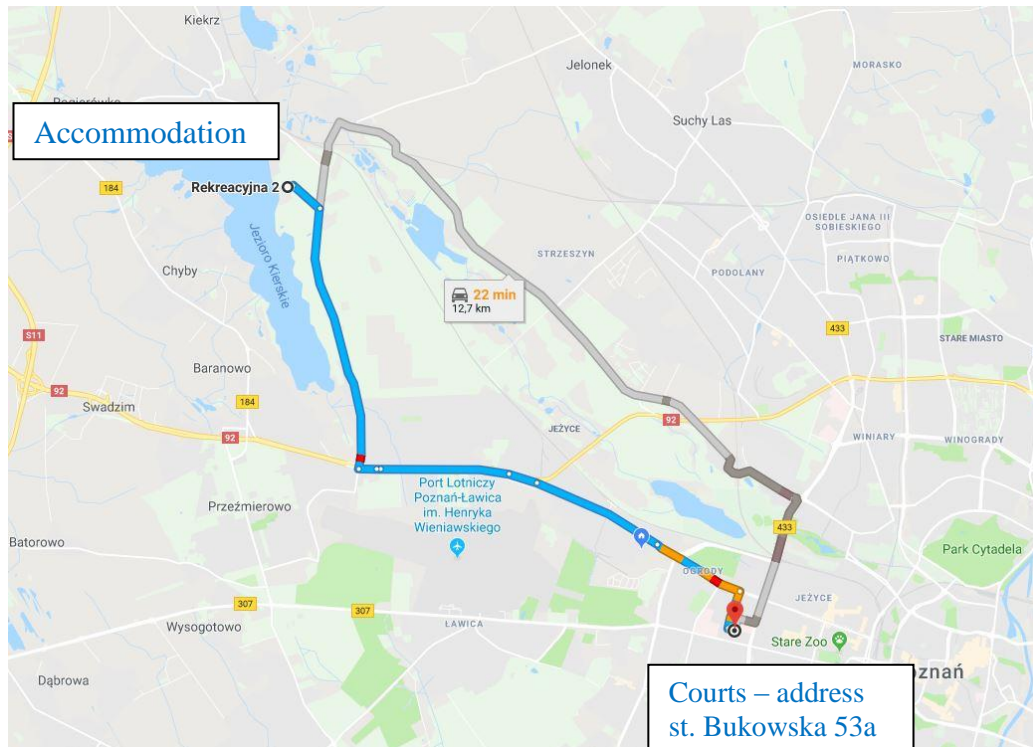 Kiekrz
Jelonek
MORASKO
Accommodation
Suchy Las
184
Rekreacyjna 2
OSIEDLE JANA III
SOBIESKIEGO
Jezioro Kierskie
STRZESZYN
PIĄTKOWO
Chyby
PODOLANY
22 min
12,7 km
433
S11
STARE MIASTO
Baranowo
92
Swadzim
184
92
92
JEŻYCE
WINIARY
WINOGRADY
Port Lotniczy
Poznań-Ławica
im. Henryka
Wieniawskiego
Przeźmierowo
433
Batorowo
Park Cytadela
OGRODY
307
307
JEŻYCE
ŁAWICA
Wysogotowo
Stare Zoo
Dąbrowa
oznań
Courts – address
st. Bukowska 53a